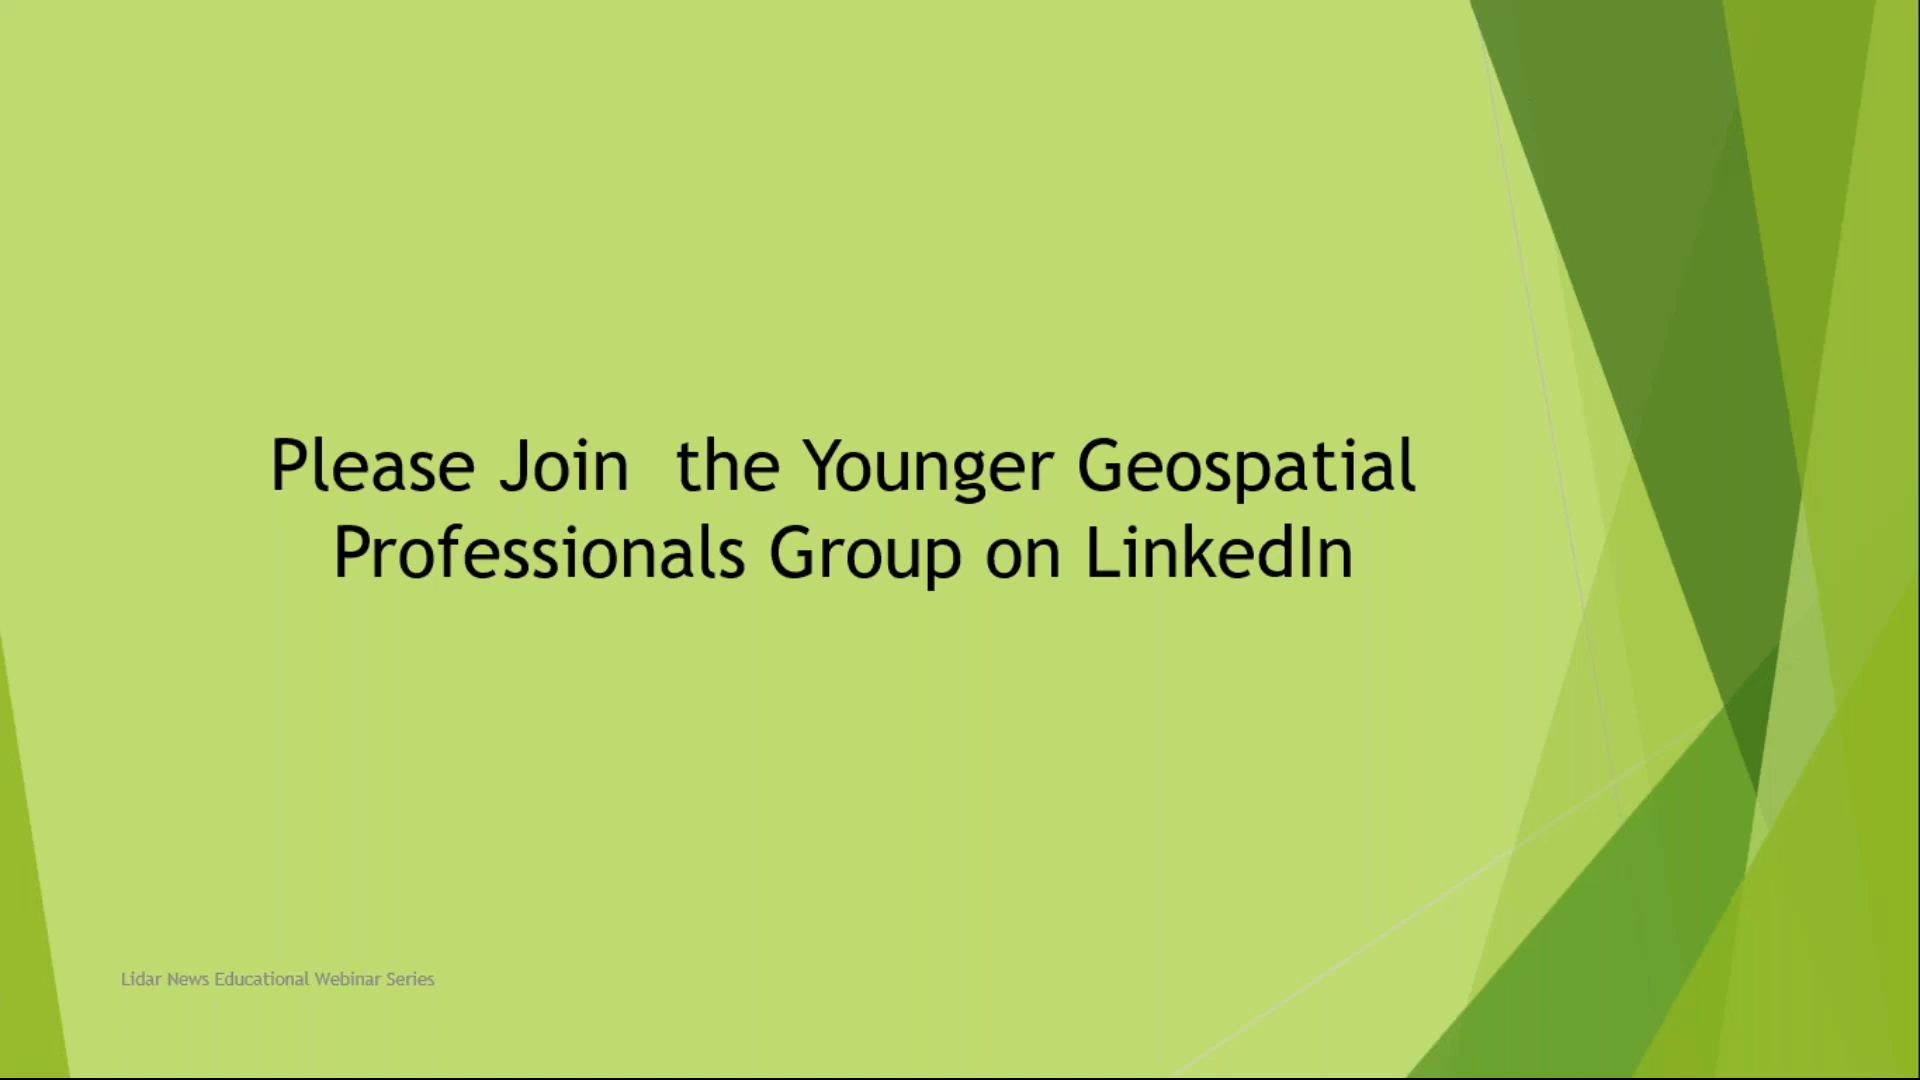 Please Join  the Younger Geospatial
Professionals Group on LinkedIn
Lidar News Educational Webinar Series